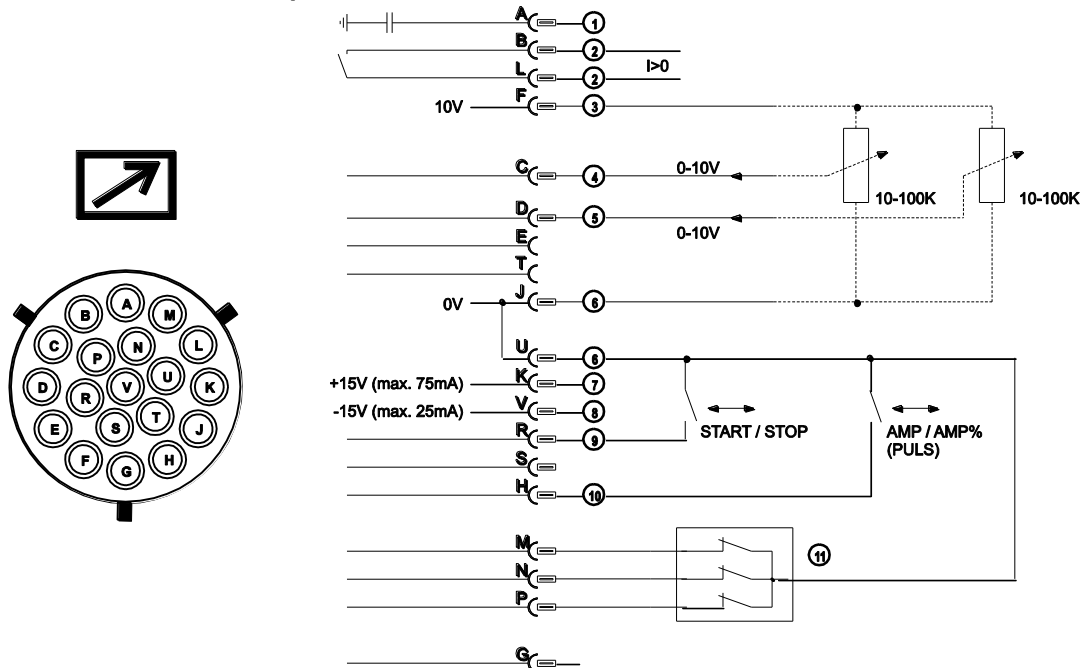 A 1
B 2
L 2 I>0
10V F 3
C 4 0-10V
10-100K 10-100K
D 5
0-10V
E
T
0V J 6
U 6
+15V (max. 75mA) K 7
-15V (max. 25mA) V 8
R 9 START / STOP AMP / AMP%
(PULS)
S
H 10
M 11
N
P
G
A
B M
C P N L
D R V U K
E S T J
F G H